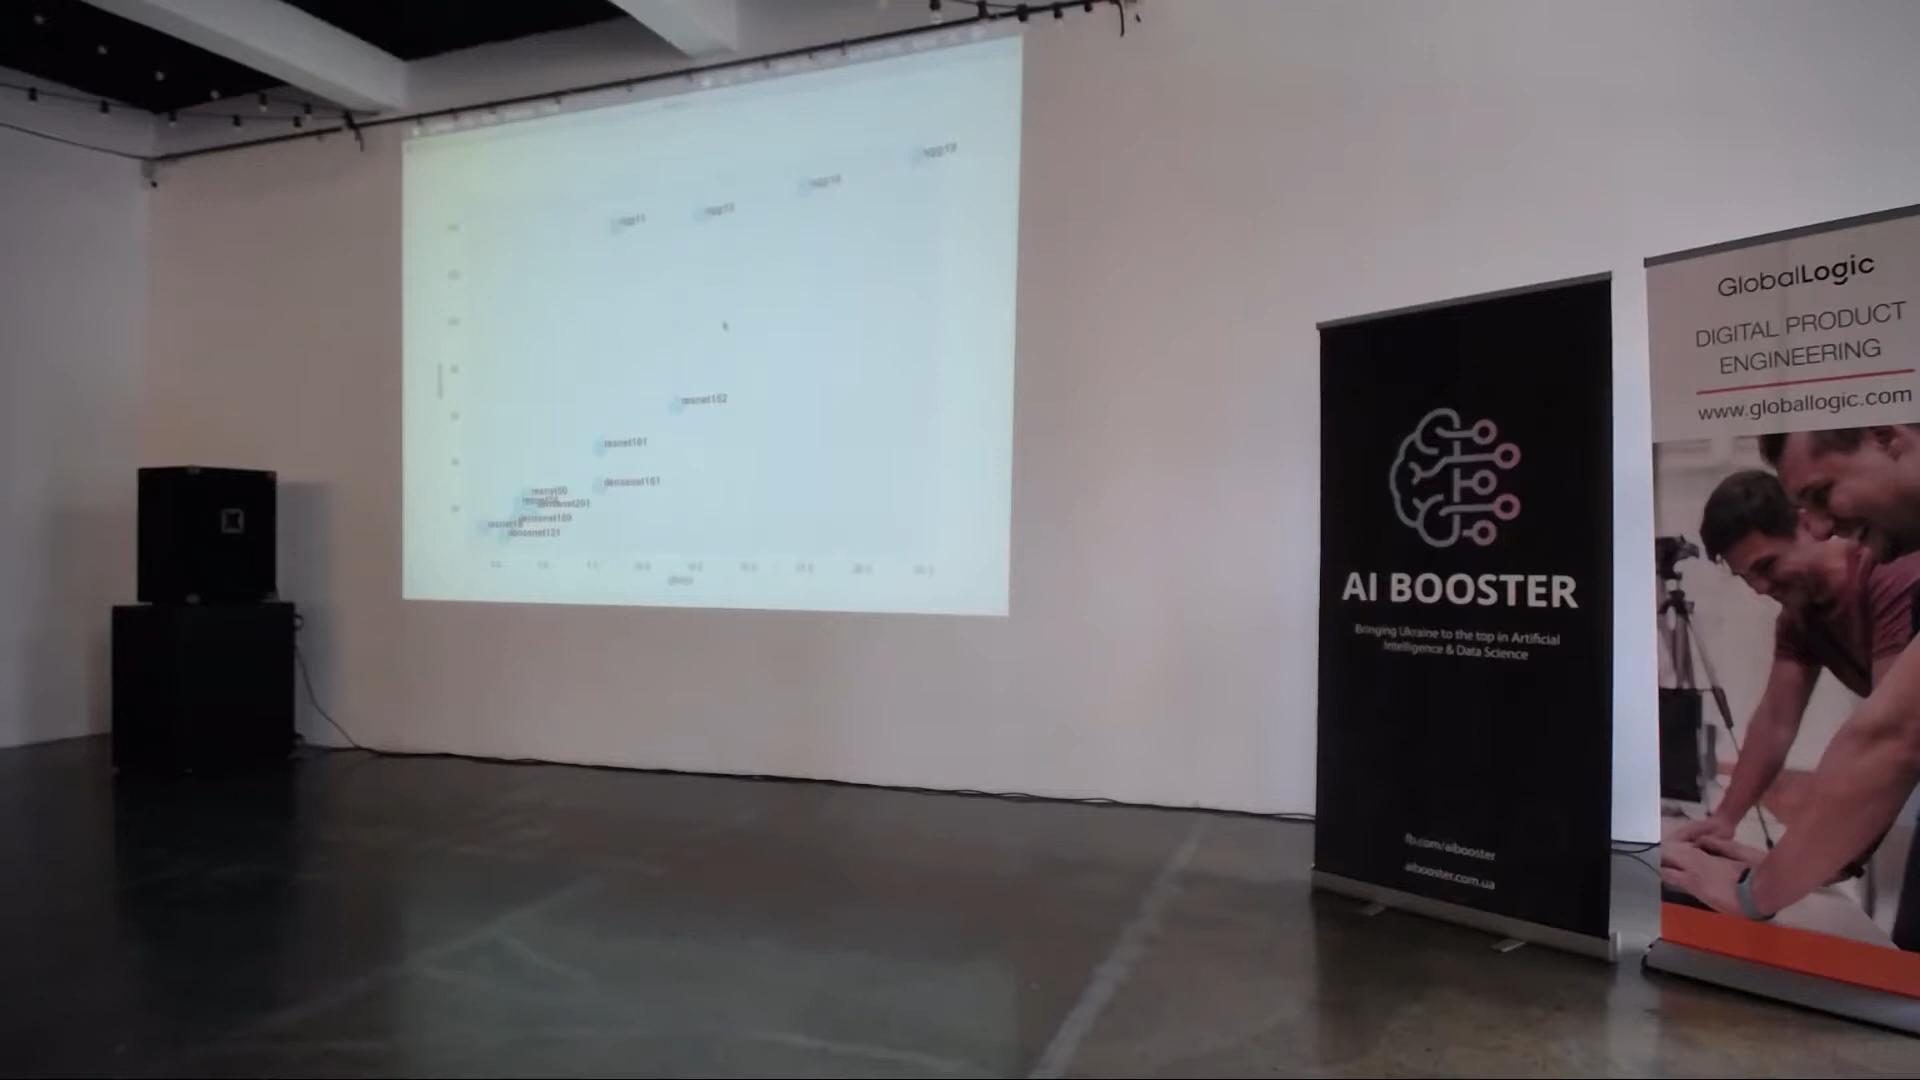 vgg19
vgg16
vgg13
vgg11
resnet152
resnet101
densenet161
resnet50
densenet201
densenet169
densenet121
gflops
AI BOOSTER
Bringing Ukraine to the top in Artificial
Intelligence & Data Science
fb.com/aibooster
aibooster.com.ua
GlobalLogic
DIGITAL PRODUCT
ENGINEERING
www.globallogic.com